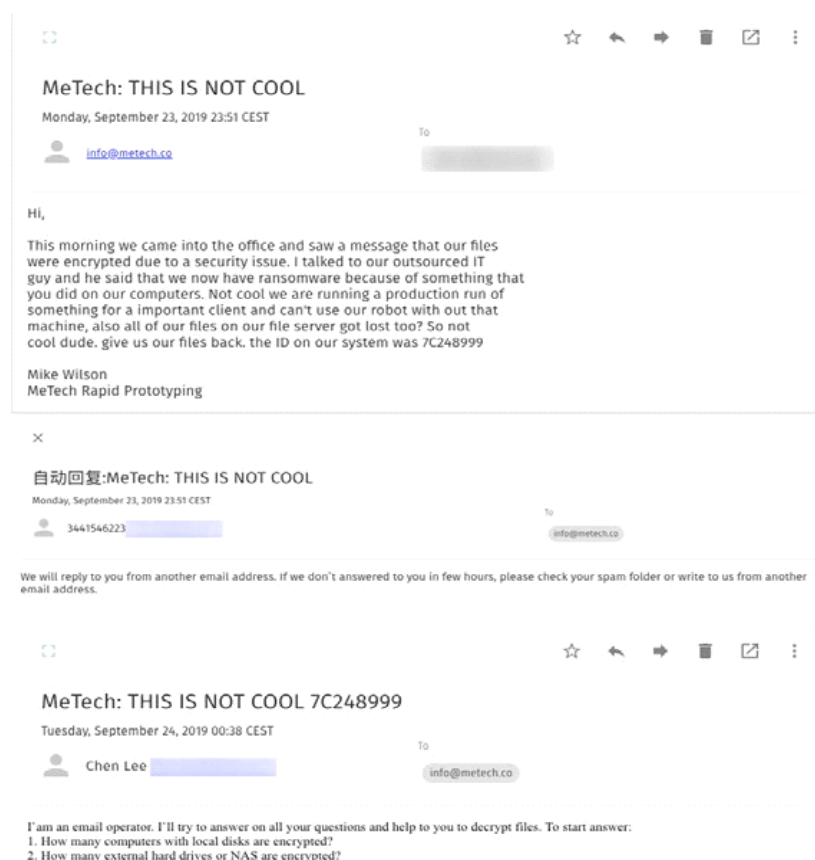 MeTech: THIS IS NOT COOL
Monday, September 23, 2019 23:51 CEST
To
info@metech.co
Hi,
This morning we came into the office and saw a message that our files
were encrypted due to a security issue. I talked to our outsourced IT
guy and he said that we now have ransomware because of something that
you did on our computers. Not cool we are running a production run of
something for a important client and can't use our robot with out that
machine, also all of our files on our file server got lost too? So not
cool dude. give us our files back. the ID on our system was 7C248999
Mike Wilson
MeTech Rapid Prototyping
自动回复:MeTech: THIS IS NOT COOL
Monday, September 23, 2019 23:51 CEST
To
3441546223
info@metech.co
We will reply to you from another email address. If we don't answered to you in few hours, please check your spam folder or write to us from another
email address.
MeTech: THIS IS NOT COOL 7C248999
Tuesday, September 24, 2019 00:38 CEST
To
Chen Lee
info@metech.co
I'am an email operator. I'll try to answer on all your questions and help to you to decrypt files. To start answer:
1. How many computers with local disks are encrypted?
2. How many external hard drives or NAS are encrypted?